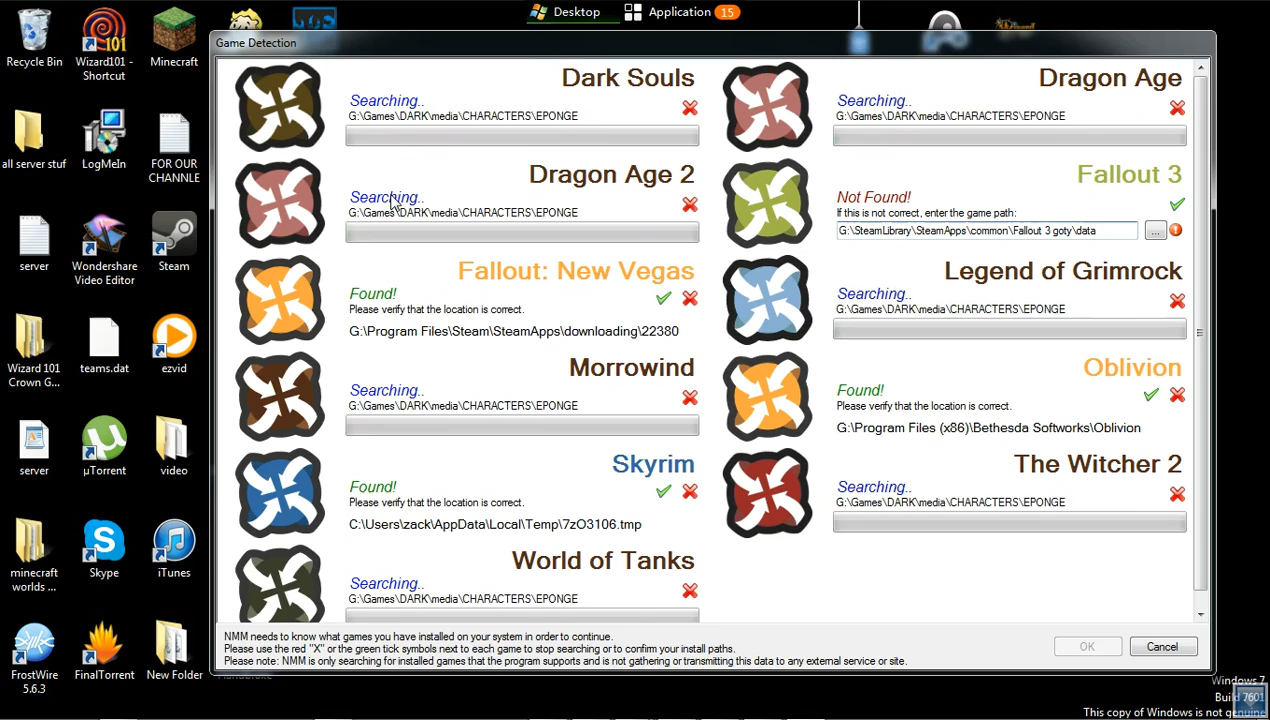 Desktop
Application 15
Recycle Bin
Wizard101 -
Shortcut
Minecraft
all server stuf
LogMeIn
FOR OUR
CHANNLE
server
Wondershare
Video Editor
Steam
Wizard 101
Crown G...
teams.dat
ezvid
server
µTorrent
video
minecraft
worlds ...
Skype
iTunes
FrostWire
5.6.3
FinalTorrent
New Folder
Game Detection
Dark Souls
Searching..
G:\Games\DARK\media\CHARACTERS\EPONGE
Dragon Age
Searching..
G:\Games\DARK\media\CHARACTERS\EPONGE
Dragon Age 2
Searching..
G:\Games\DARK\media\CHARACTERS\EPONGE
Fallout 3
Not Found!
If this is not correct, enter the game path:
G:\SteamLibrary\SteamApps\common\Fallout 3 goty\data
...
Fallout: New Vegas
Found!
Please verify that the location is correct.
G:\Program Files\Steam\SteamApps\downloading\22380
Legend of Grimrock
Searching..
G:\Games\DARK\media\CHARACTERS\EPONGE
Morrowind
Searching..
G:\Games\DARK\media\CHARACTERS\EPONGE
Oblivion
Found!
Please verify that the location is correct.
G:\Program Files (x86)\Bethesda Softworks\Oblivion
Skyrim
Found!
Please verify that the location is correct.
C:\Users\zack\AppData\Local\Temp\7zO3106.tmp
The Witcher 2
Searching..
G:\Games\DARK\media\CHARACTERS\EPONGE
World of Tanks
Searching..
G:\Games\DARK\media\CHARACTERS\EPONGE
NMM needs to know what games you have installed on your system in order to continue.
Please use the red "X" or the green tick symbols next to each game to stop searching or to confirm your install paths.
Please note: NMM is only searching for installed games that the program supports and is not gathering or transmitting this data to any external service or site.
OK
Cancel
Windows 7
Build 7601
This copy of Windows is not genuine